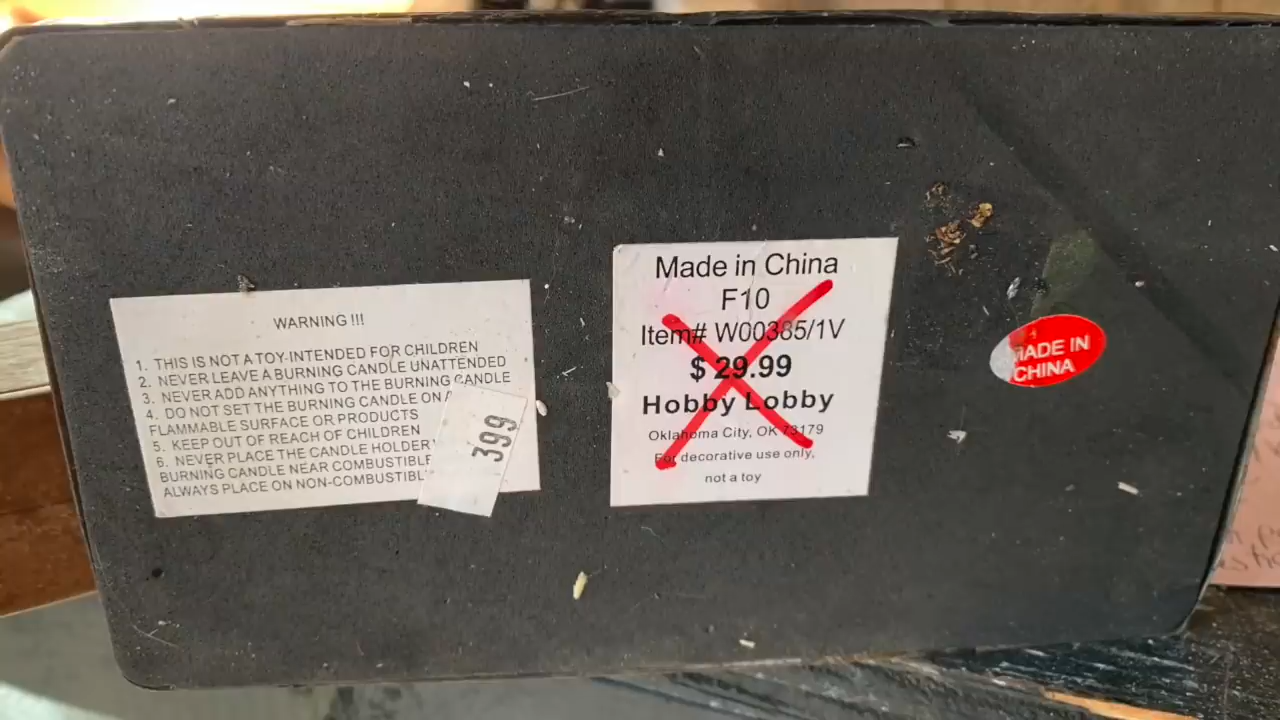 WARNING !!!
1. THIS IS NOT A TOY-INTENDED FOR CHILDREN
2. NEVER LEAVE A BURNING CANDLE UNATTENDED
3. NEVER ADD ANYTHING TO THE BURNING CANDLE
4. DO NOT SET THE BURNING CANDLE ON A
FLAMMABLE SURFACE OR PRODUCTS
5. KEEP OUT OF REACH OF CHILDREN
6. NEVER PLACE THE CANDLE HOLDER
BURNING CANDLE NEAR COMBUSTIBLE
ALWAYS PLACE ON NON-COMBUSTIBL
399
Made in China
F10
Item# W00385/1V
$ 29.99
Hobby Lobby
Oklahoma City, OK 73179
For decorative use only,
not a toy
MADE IN
CHINA